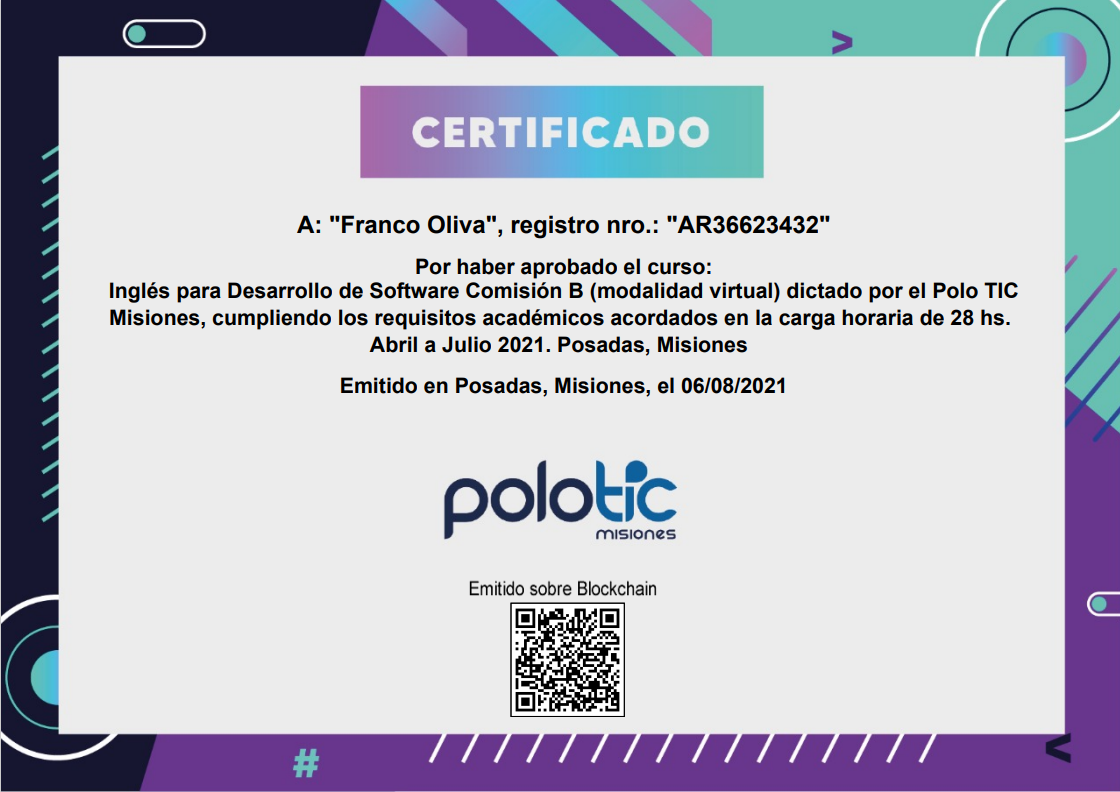 >
CERTIFICADO
A: "Franco Oliva", registro nro.: "AR36623432"
Por haber aprobado el curso:
Inglés para Desarrollo de Software Comisión B (modalidad virtual) dictado por el Polo TIC
Misiones, cumpliendo los requisitos académicos acordados en la carga horaria de 28 hs.
Abril a Julio 2021. Posadas, Misiones
Emitido en Posadas, Misiones, el 06/08/2021
polotic
misiones
Emitido sobre Blockchain
#
<